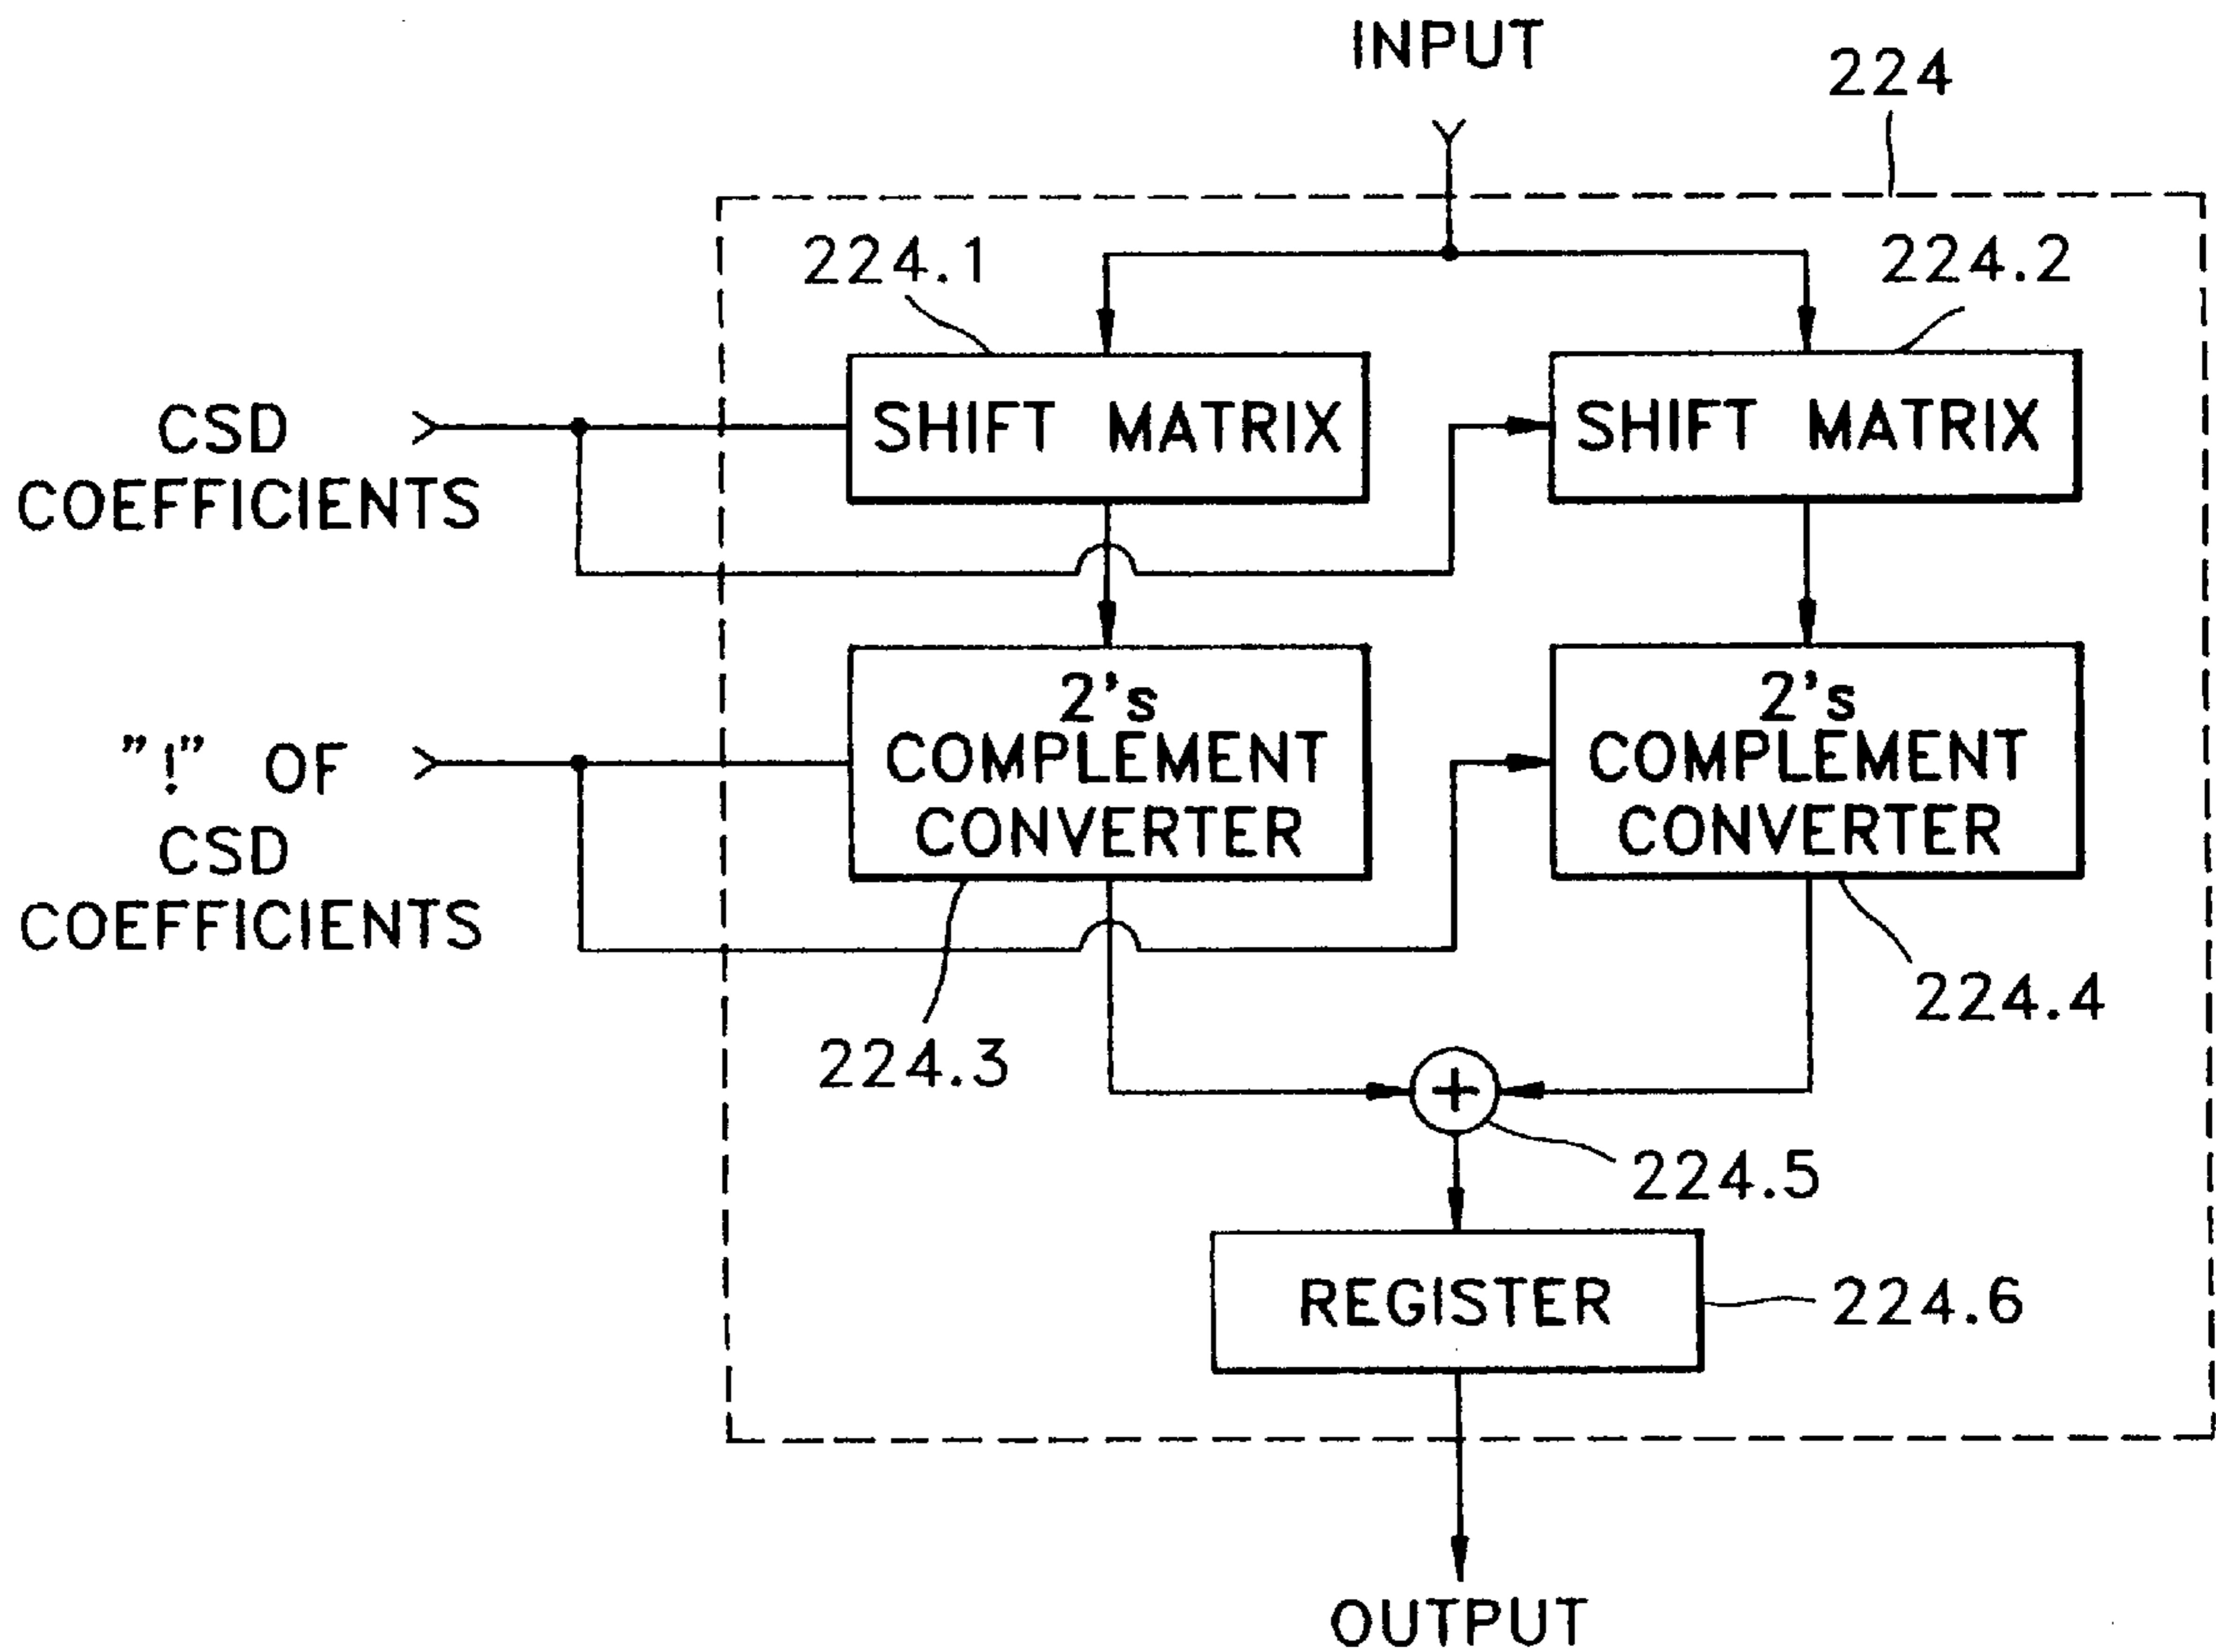 INPUT
224
224.1
224.2
CSD
COEFFICIENTS
SHIFT MATRIX
SHIFT MATRIX
"!" OF
CSD
COEFFICIENTS
2's
COMPLEMENT
CONVERTER
2's
COMPLEMENT
CONVERTER
224.3
224.4
+
224.5
REGISTER
224.6
OUTPUT